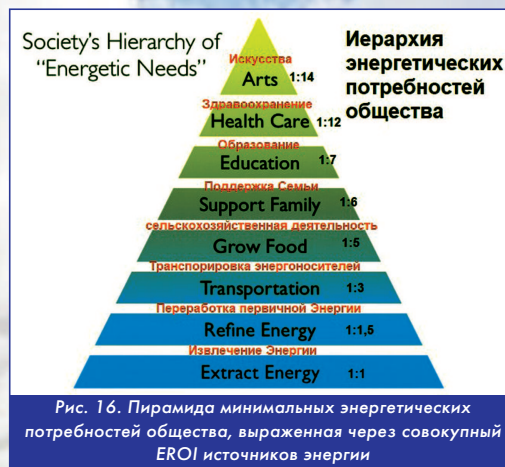 Society's Hierarchy of
"Energetic Needs"
Иерархия
энергетических
потребностей
общества
Искусства
Arts 1:14
Здравоохранение
Health Care 1:12
Образование
Education 1:7
Поддержка Семьи
Support Family 1:6
сельскохозяйственная деятельность
Grow Food 1:5
Транспорировка энергоносителей
Transportation 1:3
Переработка первичной Энергии
Refine Energy 1:1,5
Извлечение Энергии
Extract Energy 1:1
Рис. 16. Пирамида минимальных энергетических
потребностей общества, выраженная через совокупный
EROI источников энергии